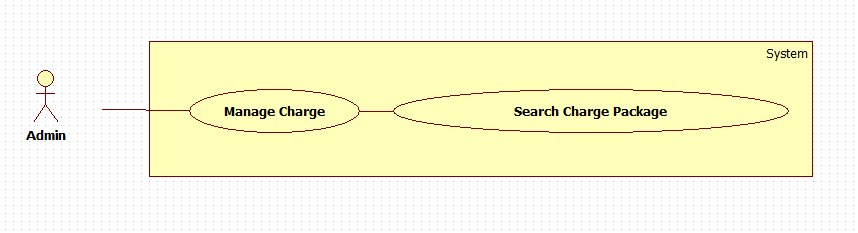 System
Manage Charge
Search Charge Package
Admin